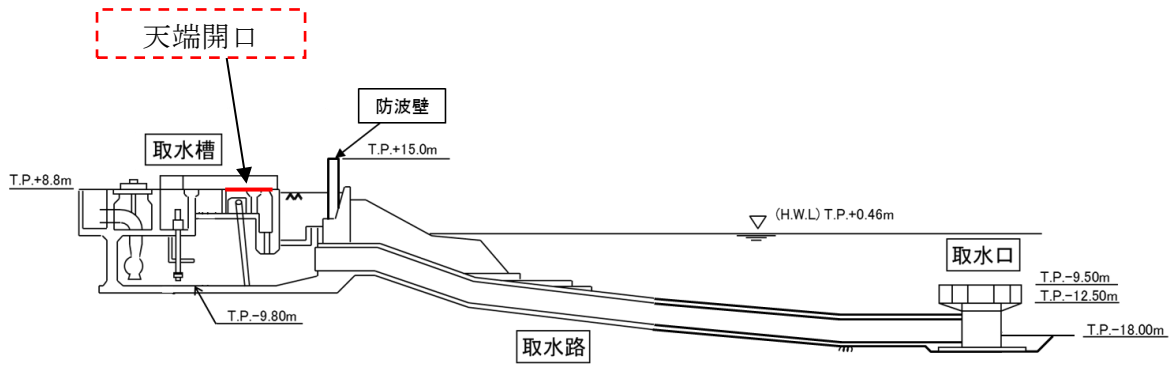 天端開口
防波壁
取水槽
T.P.+15.0m
T.P.+8.8m
(H.W.L) T.P.+0.46m
取水口
T.P.-9.50m
T.P.-12.50m
T.P.-9.80m
T.P.-18.00m
取水路